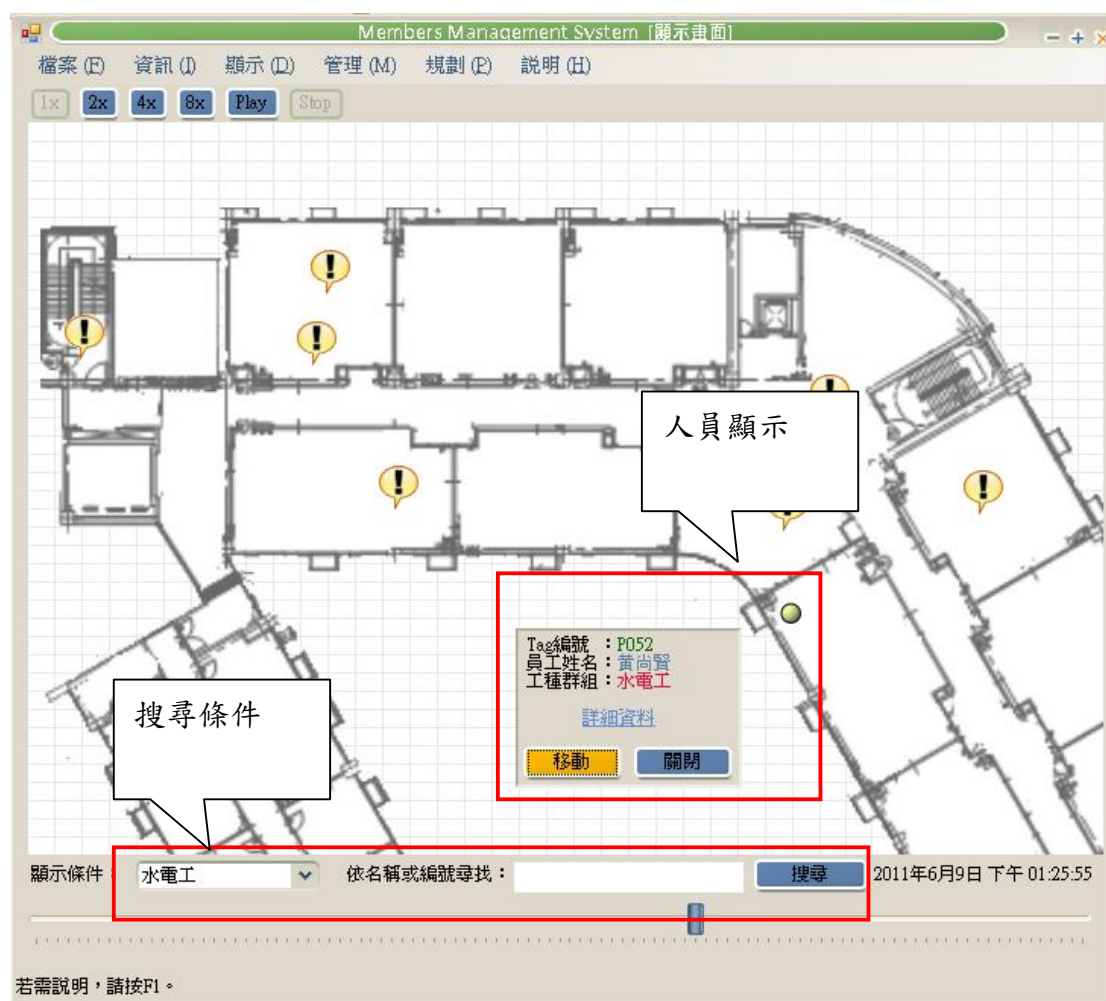 Members Management System [顯示畫面]
檔案 (F) 資訊 (I) 顯示 (D) 管理 (M) 規劃 (P) 說明 (H)
1x 2x 4x 8x Play Stop
人員顯示
Tag編號 ：P052
員工姓名：黃尚賢
工種群組：水電工
詳細資料
移動 關閉
搜尋條件
顯示條件： 水電工 依名稱或編號尋找： 搜尋 2011年6月9日 下午 01:25:55
若需說明，請按F1。